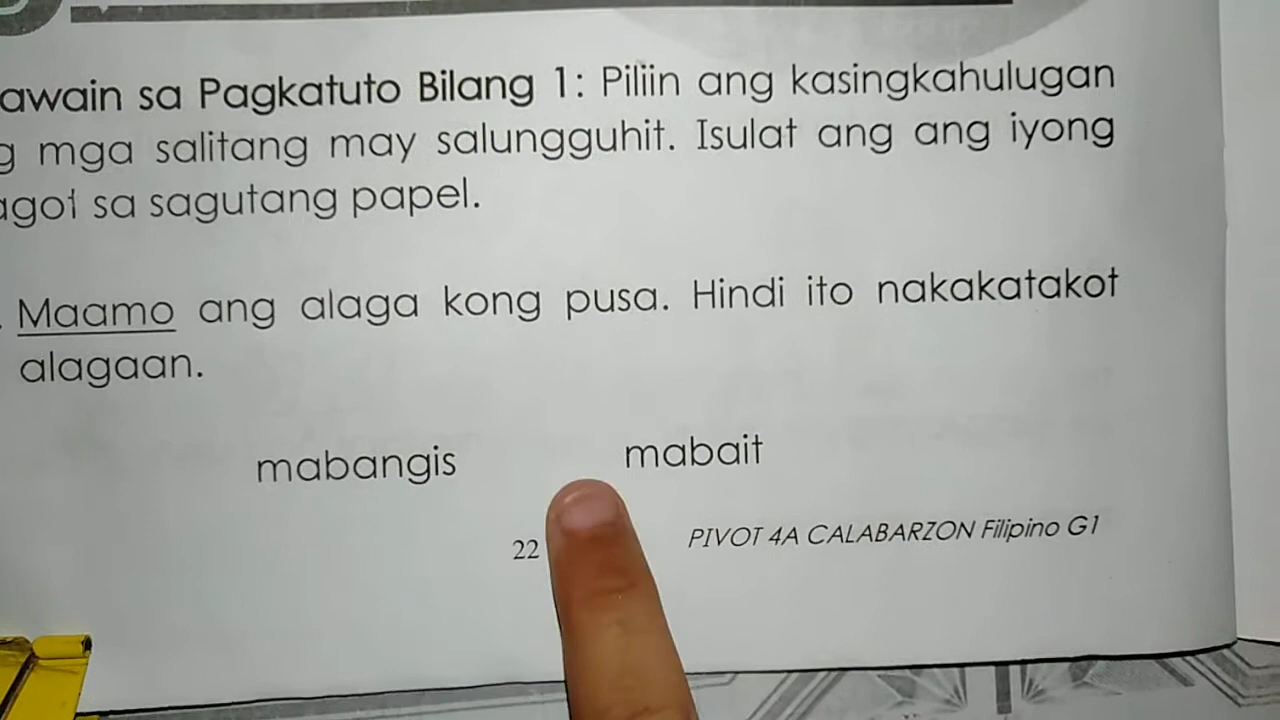 awain sa Pagkatuto Bilang 1: Piliin ang kasingkahulugan
g mga salitang may salungguhit. Isulat ang ang iyong
agot sa sagutang papel.
. Maamo ang alaga kong pusa. Hindi ito nakakatakot
alagaan.
mabangis mabait
22 PIVOT 4A CALABARZON Filipino G1